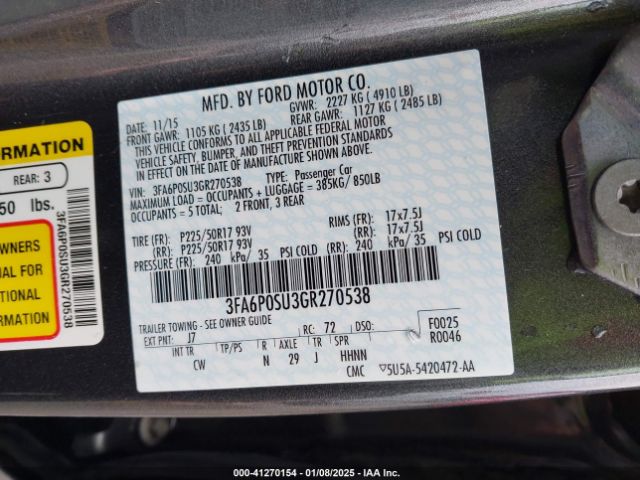 FORMATION
REAR: 3
50 lbs.
WNERS
AL FOR
ATIONS
3FA6P0SU3GR270538
MFD. BY FORD MOTOR CO.
DATE: 11/15 GVWR: 2227 KG ( 4910 LB)
FRONT GAWR: 1105 KG ( 2435 LB) REAR GAWR: 1127 KG ( 2485 LB)
THIS VEHICLE CONFORMS TO ALL APPLICABLE FEDERAL MOTOR
VEHICLE SAFETY, BUMPER, AND THEFT PREVENTION STANDARDS
IN EFFECT ON THE DATE OF MANUFACTURE SHOWN ABOVE.
VIN: 3FA6P0SU3GR270538 TYPE: Passenger Car
MAXIMUM LOAD = OCCUPANTS + LUGGAGE = 385KG/ 850LB
OCCUPANTS = 5 TOTAL; 2 FRONT, 3 REAR
TIRE (FR): P225/50R17 93V RIMS (FR): 17x7.5J
(RR): P225/50R17 93V (RR): 17x7.5J
PRESSURE (FR): 240 kPa/ 35 PSI COLD (RR): 240 kPa/ 35 PSI COLD
3FA6P0SU3GR270538
TRAILER TOWING - SEE OWNER GUIDE
EXT PNT: J7 RC: 72 DSO: F0025
R0046
INT TR TP/PS R AXLE TR SPR
CW N 29 J HHNN
CMC 5U5A-5420472-AA
000-41270154 - 01/08/2025 - IAA Inc.